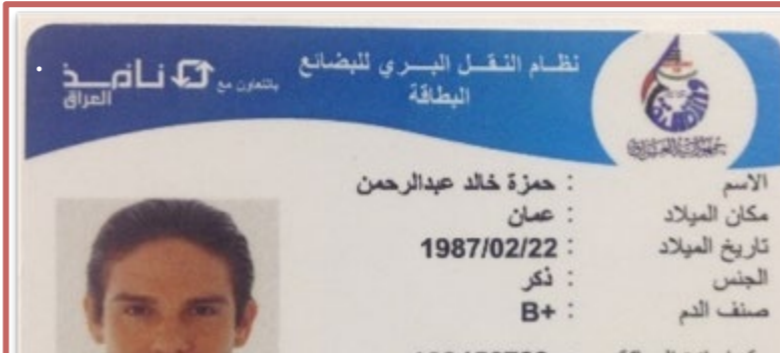 نظام النقل البري للبضائع
البطاقة
بالتعاون مع نافذ
العراق
الاسم : حمزة خالد عبدالرحمن
مكان الميلاد : عمان
تاريخ الميلاد : 1987/02/22
الجنس : ذكر
صنف الدم : B+